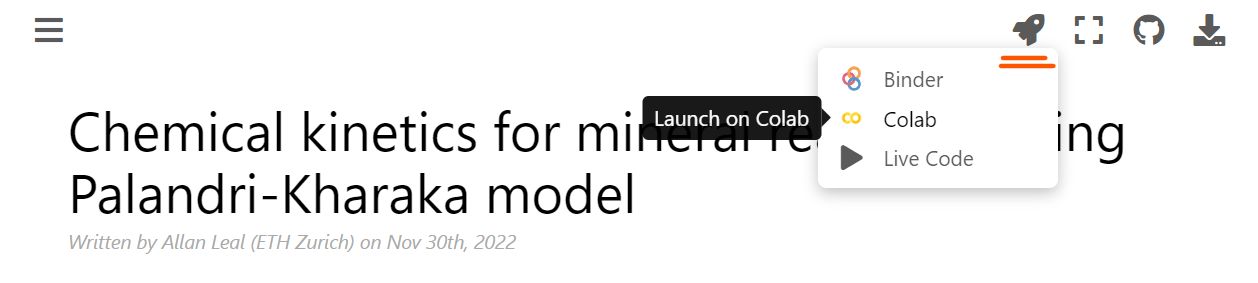 Binder
Launch on Colab
Colab
Live Code
Chemical kinetics for mineral re ing
Palandri-Kharaka model
Written by Allan Leal (ETH Zurich) on Nov 30th, 2022